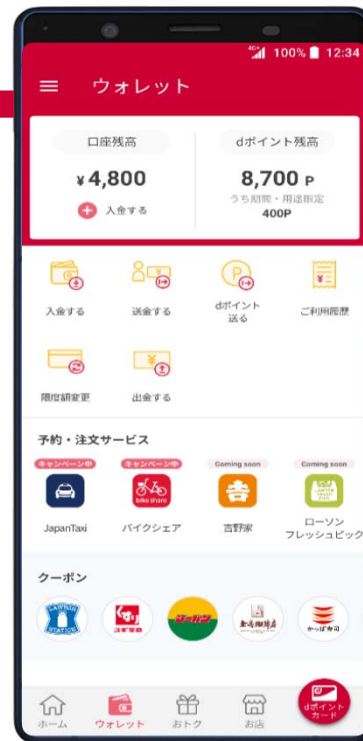 4G+ 100% 12:34
ウォレット
口座残高
dポイント残高
¥4,800
8,700 P
入金する
うち期間・用途限定
400P
入金する
送金する
dポイント
送る
ご利用履歴
限度額変更
出金する
予約・注文サービス
キャンペーン中
キャンペーン中
Coming soon
Coming soon
bike share
吉
JapanTaxi
バイクシェア
吉野家
ローソン
フレッシュピック
クーポン
LAWSON
STATION
スギ薬局
かっぱ寿司
ホーム
ウォレット
おトク
お店
dポイント
カード